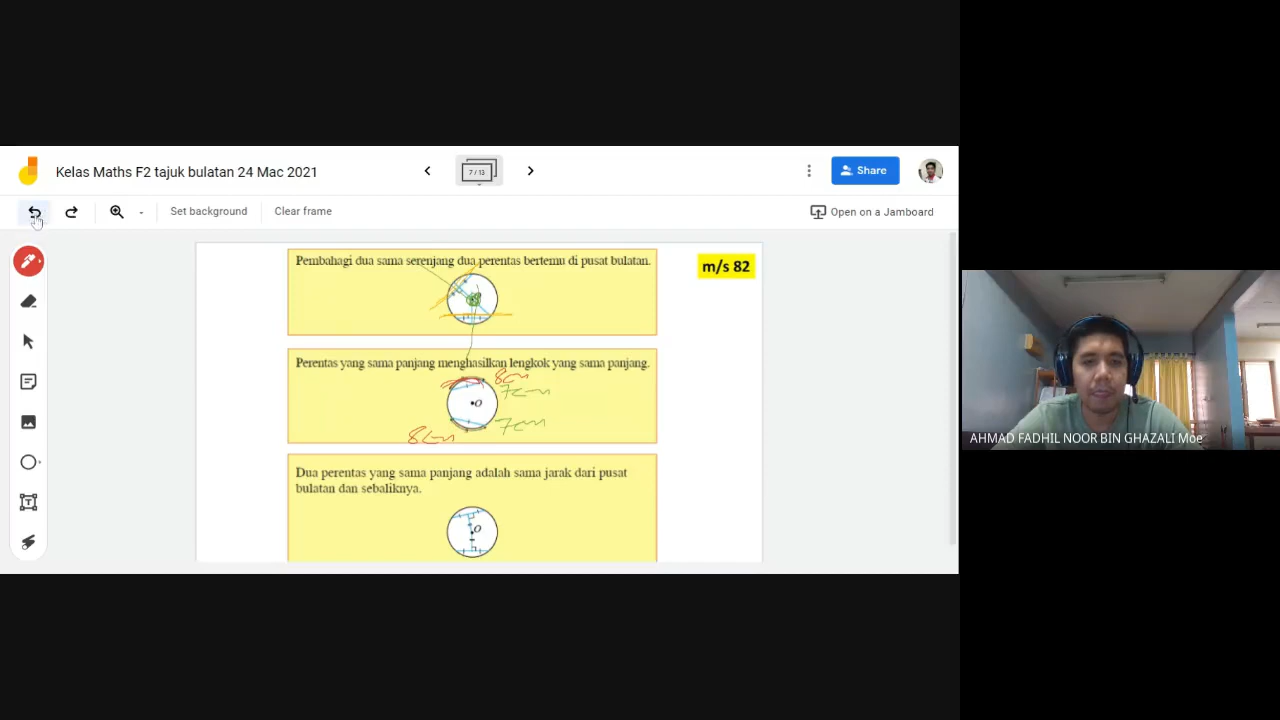 Kelas Maths F2 tajuk bulatan 24 Mac 2021
7 / 13
Share
Set background
Clear frame
Open on a Jamboard
Pembahagi dua sama serenjang dua perentas bertemu di pusat bulatan.
m/s 82
Perentas yang sama panjang menghasilkan lengkok yang sama panjang.
8cm
7cm
O
7cm
8cm
Dua perentas yang sama panjang adalah sama jarak dari pusat
bulatan dan sebaliknya.
O
T
AHMAD FADHIL NOOR BIN GHAZALI Moe